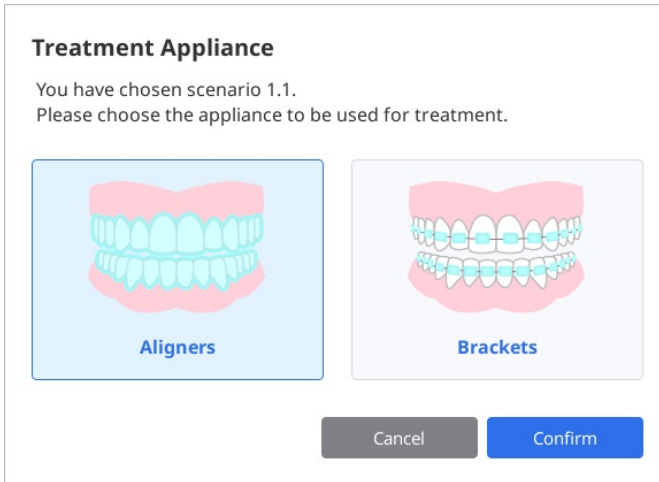 Treatment Appliance
You have chosen scenario 1.1.
Please choose the appliance to be used for treatment.
Aligners
Brackets
Cancel
Confirm